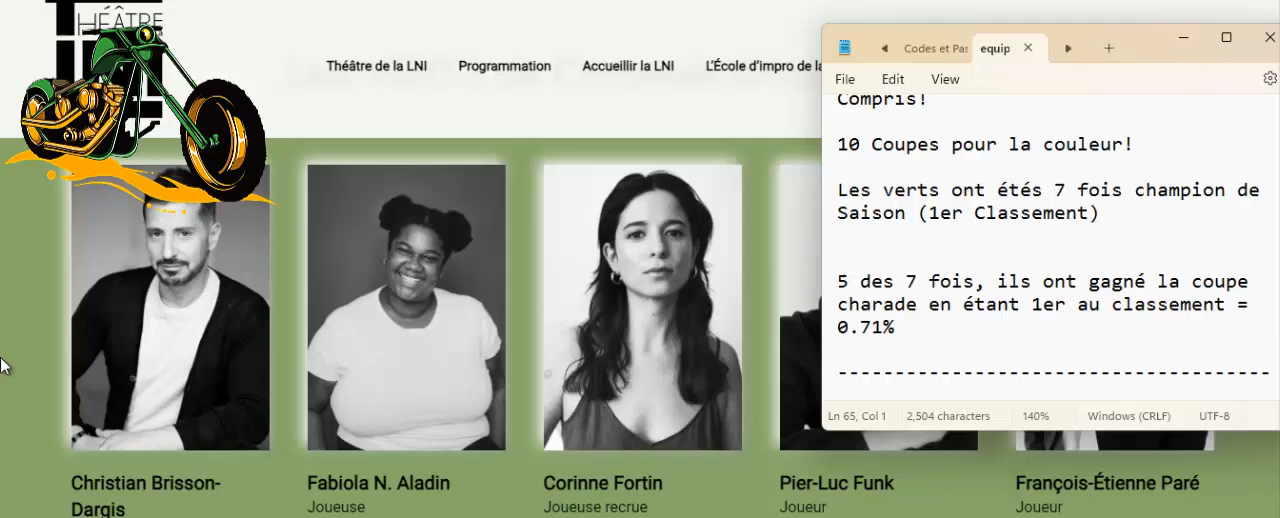 THÉÂTRE
Théâtre de la LNI
Programmation
Accueillir la LNI
L'École d'impro de la
Codes et Pas
equip
File
Edit
View
Compris!
10 Coupes pour la couleur!
Les verts ont étés 7 fois champion de
Saison (1er Classement)
5 des 7 fois, ils ont gagné la coupe
charade en étant 1er au classement =
0.71%
--------------------------------------
Ln 65, Col 1
2,504 characters
140%
Windows (CRLF)
UTF-8
Christian Brisson-
Dargis
Fabiola N. Aladin
Joueuse
Corinne Fortin
Joueuse recrue
Pier-Luc Funk
Joueur
François-Étienne Paré
Joueur